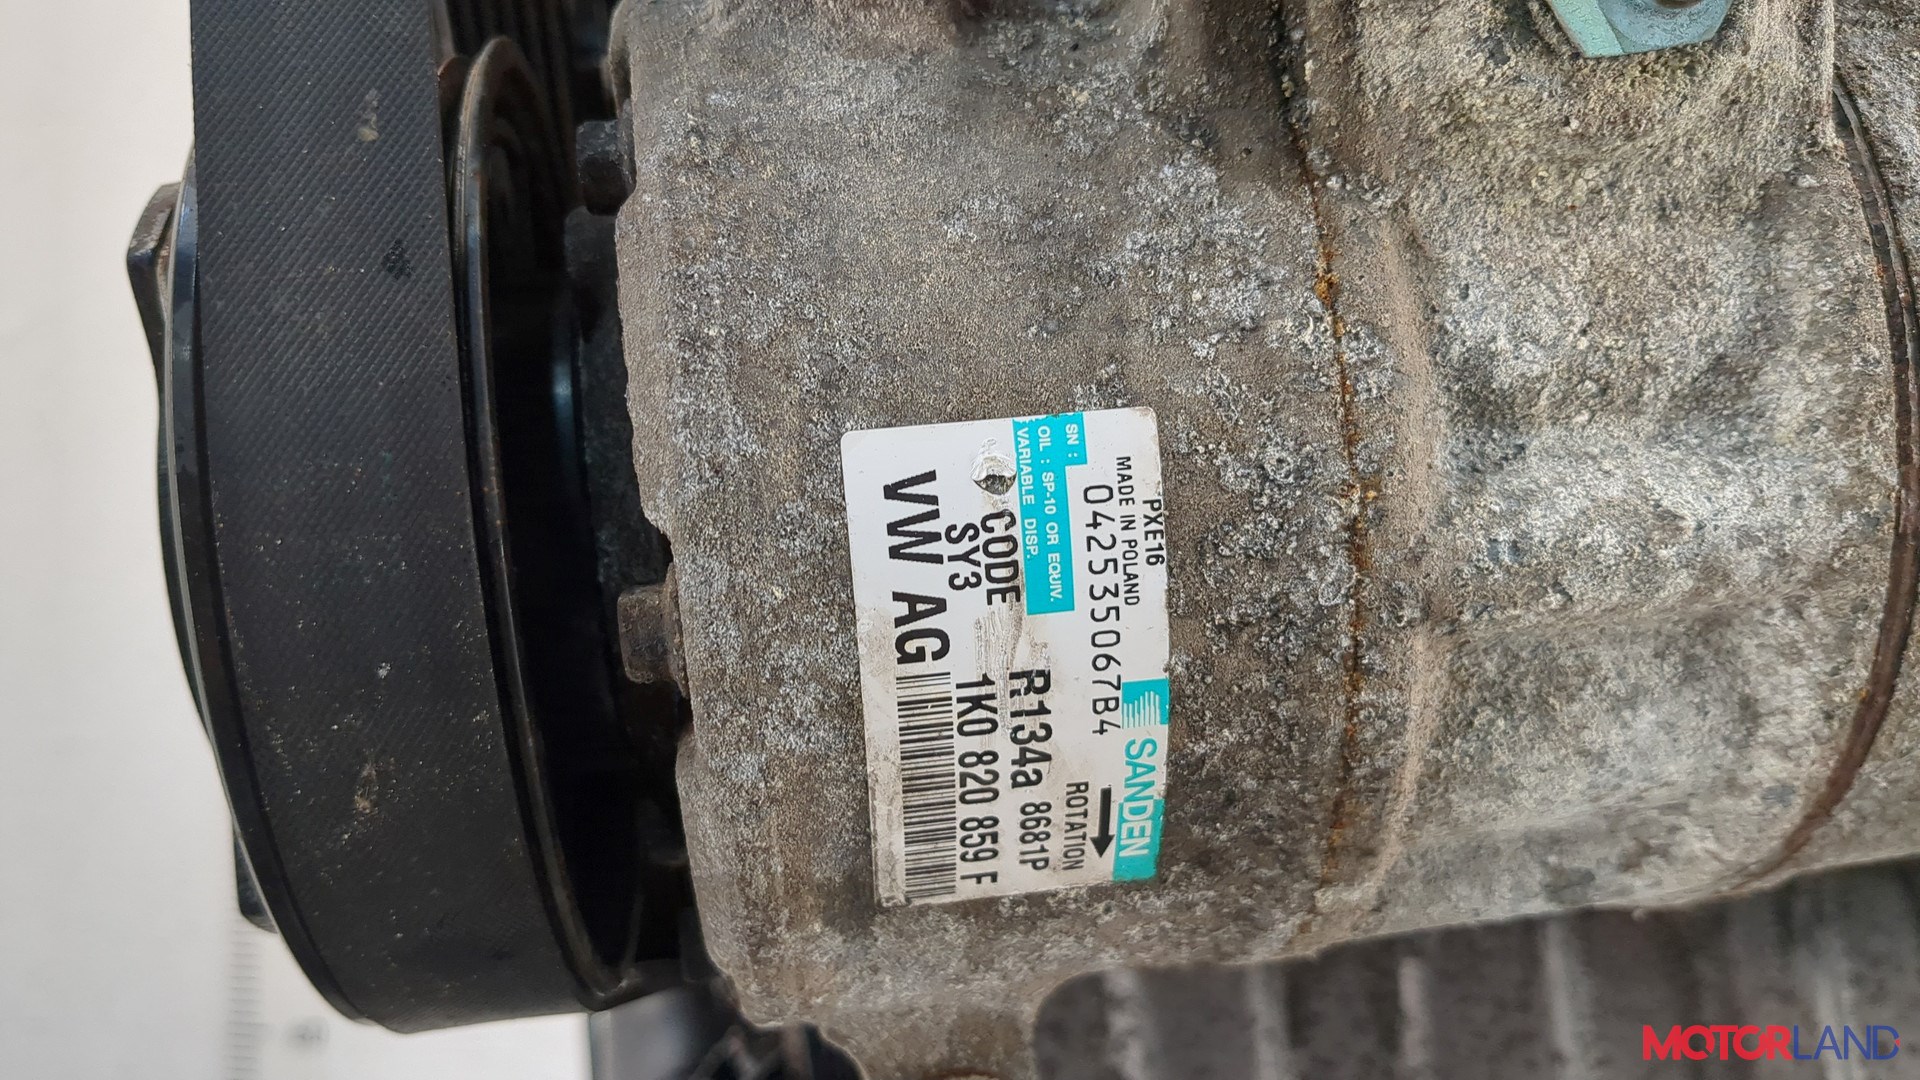 PXE16
MADE IN POLAND
SANDEN
SN :
0425335067B4
ROTATION
OIL : SP-10 OR EQUIV.
VARIABLE DISP.
R134a 8681P
CODE
SY3
1K0 820 859 F
VW AG
MOTORLAND